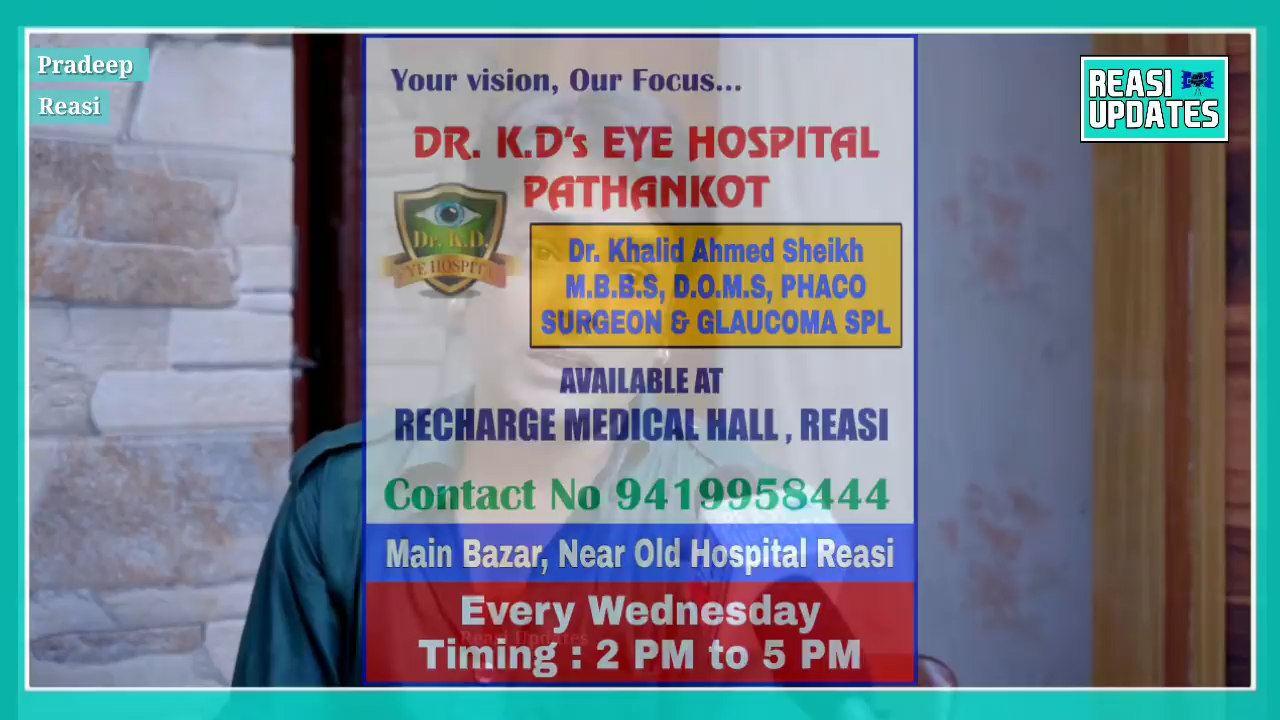 Pradeep
Reasi
REASI
UPDATES
Your vision, Our Focus...
DR. K.D's EYE HOSPITAL
PATHANKOT
Dr. K.D.
EYE HOSPITAL
Dr. Khalid Ahmed Sheikh
M.B.B.S, D.O.M.S, PHACO
SURGEON & GLAUCOMA SPL
AVAILABLE AT
RECHARGE MEDICAL HALL , REASI
Contact No 9419958444
Main Bazar, Near Old Hospital Reasi
Every Wednesday
Reasi Updates
Timing : 2 PM to 5 PM